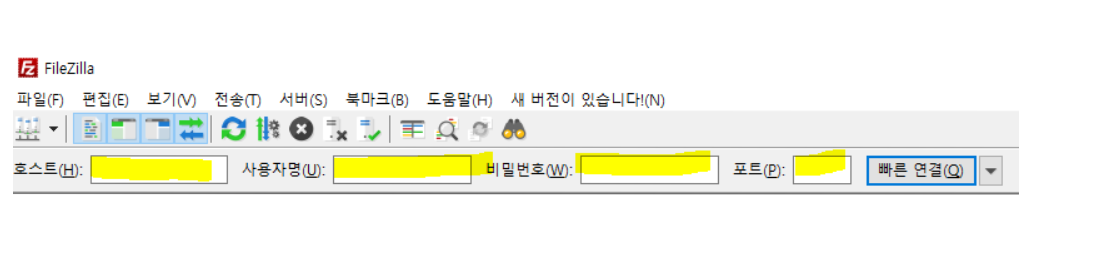 FileZilla
파일(F) 편집(E) 보기(V) 전송(T) 서버(S) 북마크(B) 도움말(H) 새 버전이 있습니다!(N)
호스트(H): 사용자명(U): 비밀번호(W): 포트(P): 빠른 연결(Q)